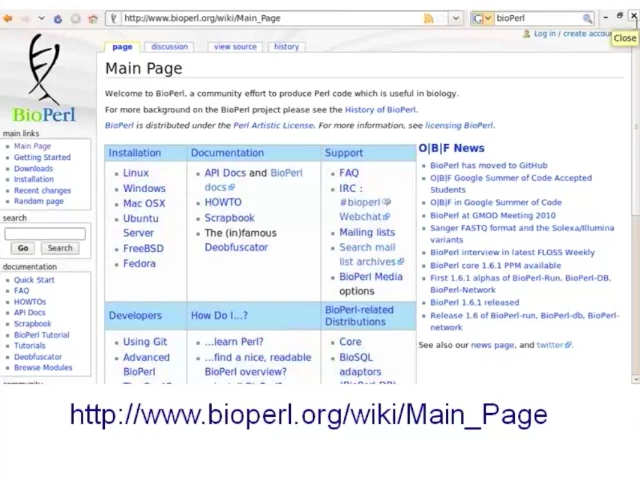 http://www.bioperl.org/wiki/Main_Page
bioPerl
Log in / create accou
Close
page
discussion
view source
history
BioPerl
main links
Main Page
Getting Started
Downloads
Installation
Recent changes
Random page
search
Go
Search
documentation
Quick Start
FAQ
HOWTOs
API Docs
Scrapbook
BioPerl Tutorial
Tutorials
Deobfuscator
Browse Modules
Main Page
Welcome to BioPerl, a community effort to produce Perl code which is useful in biology.
For more background on the BioPerl project please see the History of BioPerl.
BioPerl is distributed under the Perl Artistic License. For more information, see licensing BioPerl.
Installation
Linux
Windows
Mac OSX
Ubuntu
Server
FreeBSD
Fedora
Documentation
API Docs and BioPerl
docs
HOWTO
Scrapbook
The (in)famous
Deobfuscator
Support
FAQ
IRC :
#bioperl
Webchat
Mailing lists
Search mail
list archives
BioPerl Media
options
Developers
Using Git
Advanced
BioPerl
How Do I...?
...learn Perl?
...find a nice, readable
BioPerl overview?
BioPerl-related
Distributions
Core
BioSQL
adaptors
O|B|F News
BioPerl has moved to GitHub
O|B|F Google Summer of Code Accepted
Students
O|B|F in Google Summer of Code
BioPerl at GMOD Meeting 2010
Sanger FASTQ format and the Solexa/Illumina
variants
BioPerl interview in latest FLOSS Weekly
BioPerl core 1.6.1 PPM available
First 1.6.1 alphas of BioPerl-Run, BioPerl-DB,
BioPerl-Network
BioPerl 1.6.1 released
Release 1.6 of BioPerl-run, BioPerl-db, BioPerl-
network
See also our news page, and twitter.
http://www.bioperl.org/wiki/Main_Page